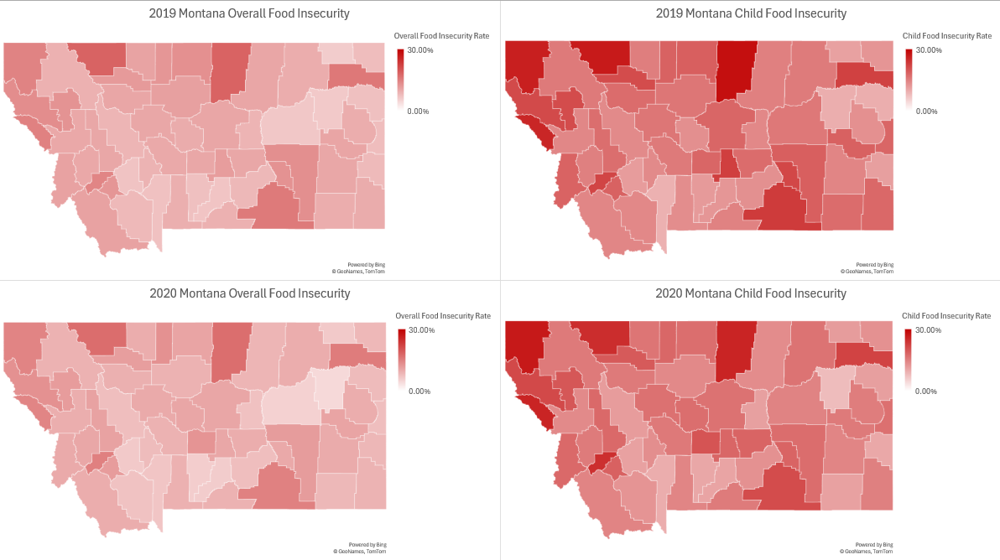 2019 Montana Overall Food Insecurity
Overall Food Insecurity Rate
30.00%
0.00%
Powered by Bing
© GeoNames, TomTom
2019 Montana Child Food Insecurity
Child Food Insecurity Rate
30.00%
0.00%
Powered by Bing
© GeoNames, TomTom
2020 Montana Overall Food Insecurity
Overall Food Insecurity Rate
30.00%
0.00%
Powered by Bing
© GeoNames, TomTom
2020 Montana Child Food Insecurity
Child Food Insecurity Rate
30.00%
0.00%
Powered by Bing
© GeoNames, TomTom